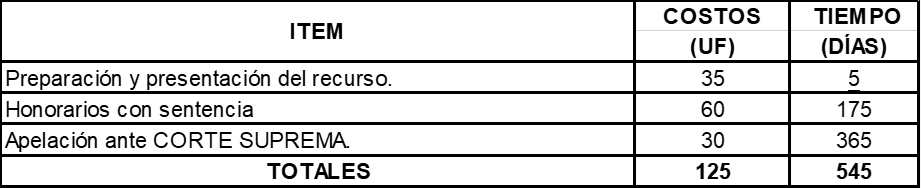 ITEM COSTOS (UF) TIEMPO (DÍAS)
Preparación y presentación del recurso. 35 5
Honorarios con sentencia 60 175
Apelación ante CORTE SUPREMA. 30 365
TOTALES 125 545